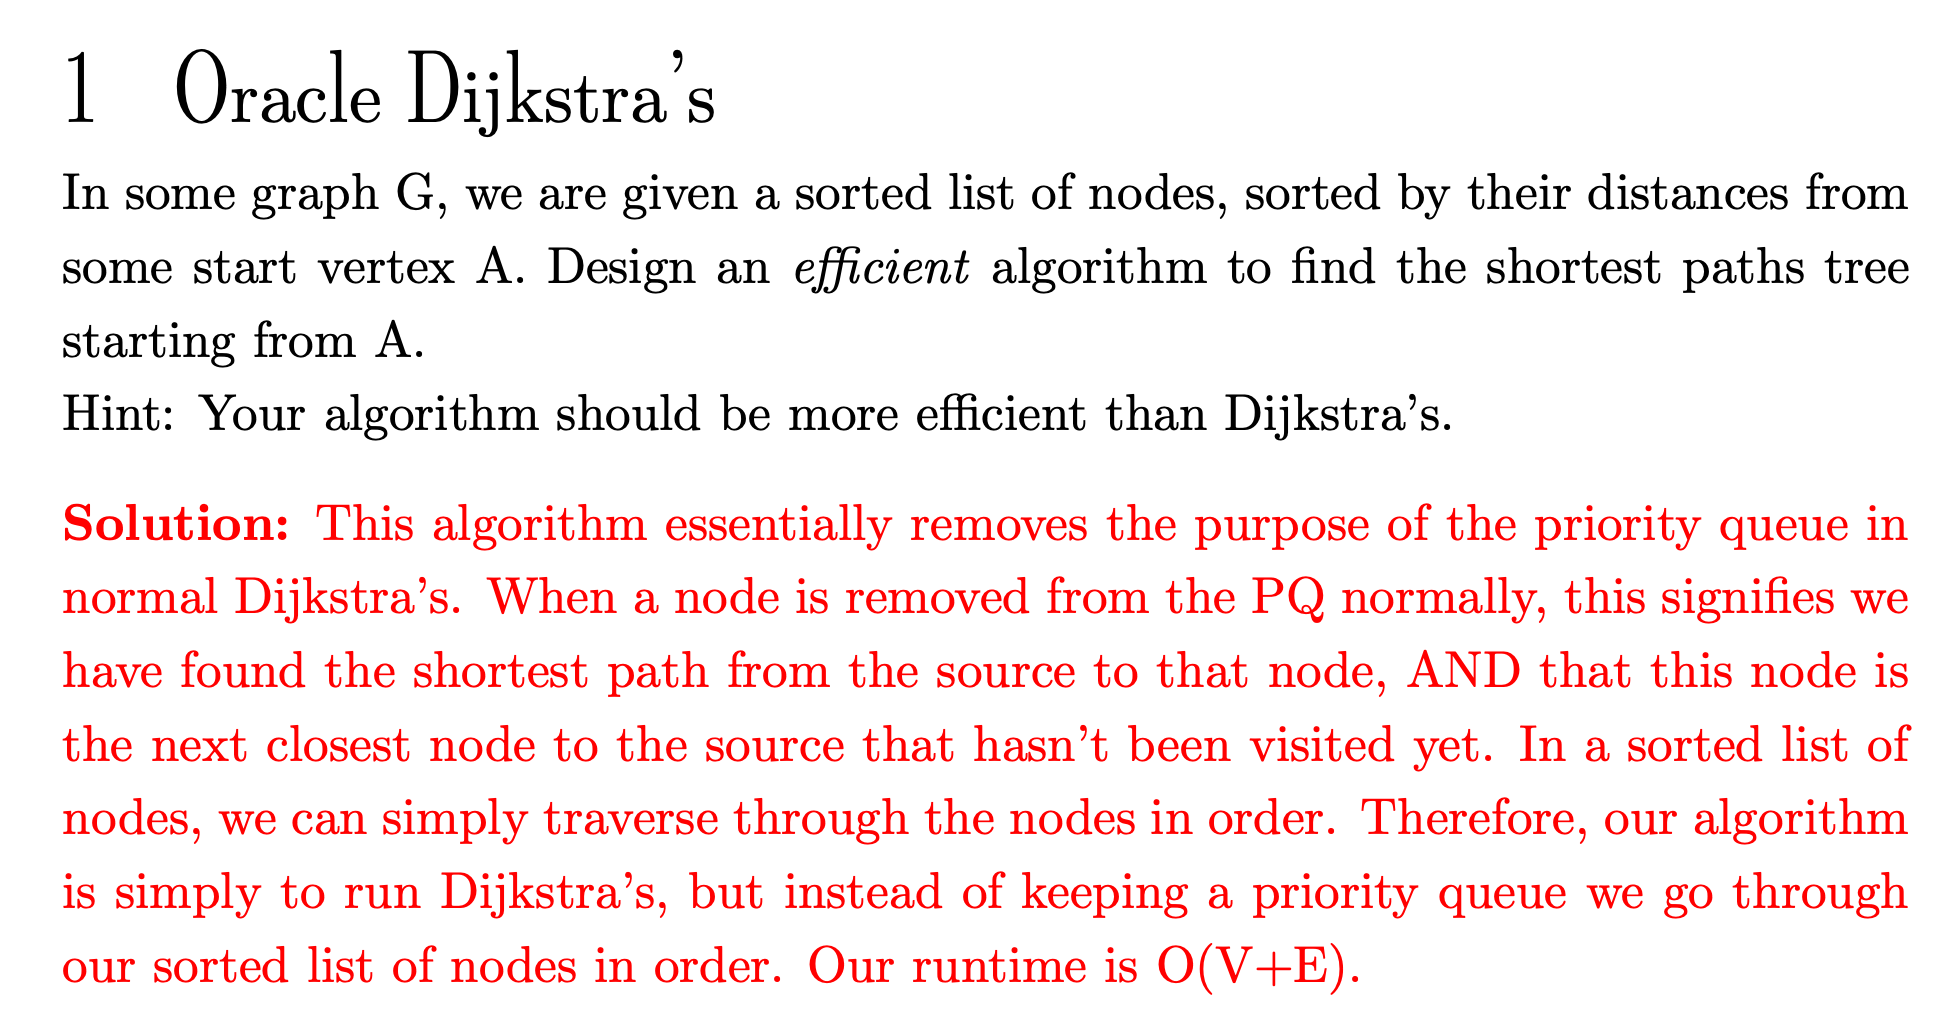 1 Oracle Dijkstra's
In some graph G, we are given a sorted list of nodes, sorted by their distances from
some start vertex A. Design an efficient algorithm to find the shortest paths tree
starting from A.
Hint: Your algorithm should be more efficient than Dijkstra's.
Solution: This algorithm essentially removes the purpose of the priority queue in
normal Dijkstra's. When a node is removed from the PQ normally, this signifies we
have found the shortest path from the source to that node, AND that this node is
the next closest node to the source that hasn't been visited yet. In a sorted list of
nodes, we can simply traverse through the nodes in order. Therefore, our algorithm
is simply to run Dijkstra's, but instead of keeping a priority queue we go through
our sorted list of nodes in order. Our runtime is O(V+E).